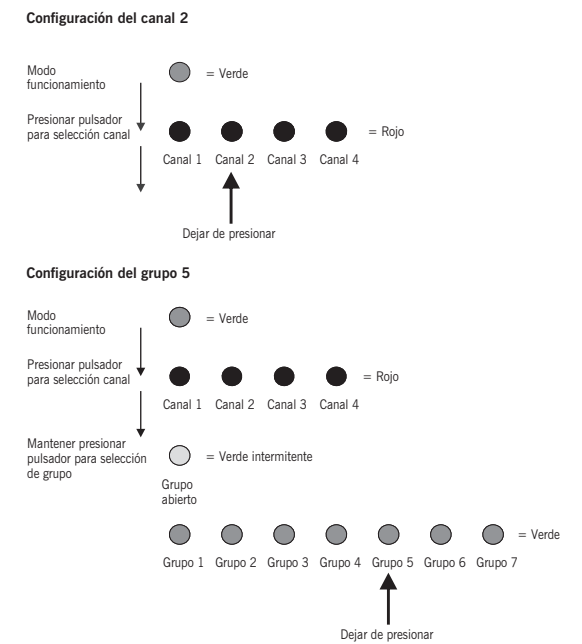 Configuración del canal 2
Modo
funcionamiento
= Verde
Presionar pulsador
para selección canal
= Rojo
Canal 1 Canal 2 Canal 3 Canal 4
Dejar de presionar
Configuración del grupo 5
Modo
funcionamiento
= Verde
Presionar pulsador
para selección canal
= Rojo
Canal 1 Canal 2 Canal 3 Canal 4
Mantener presionar
pulsador para selección
de grupo
= Verde intermitente
Grupo
abierto
= Verde
Grupo 1 Grupo 2 Grupo 3 Grupo 4 Grupo 5 Grupo 6 Grupo 7
Dejar de presionar